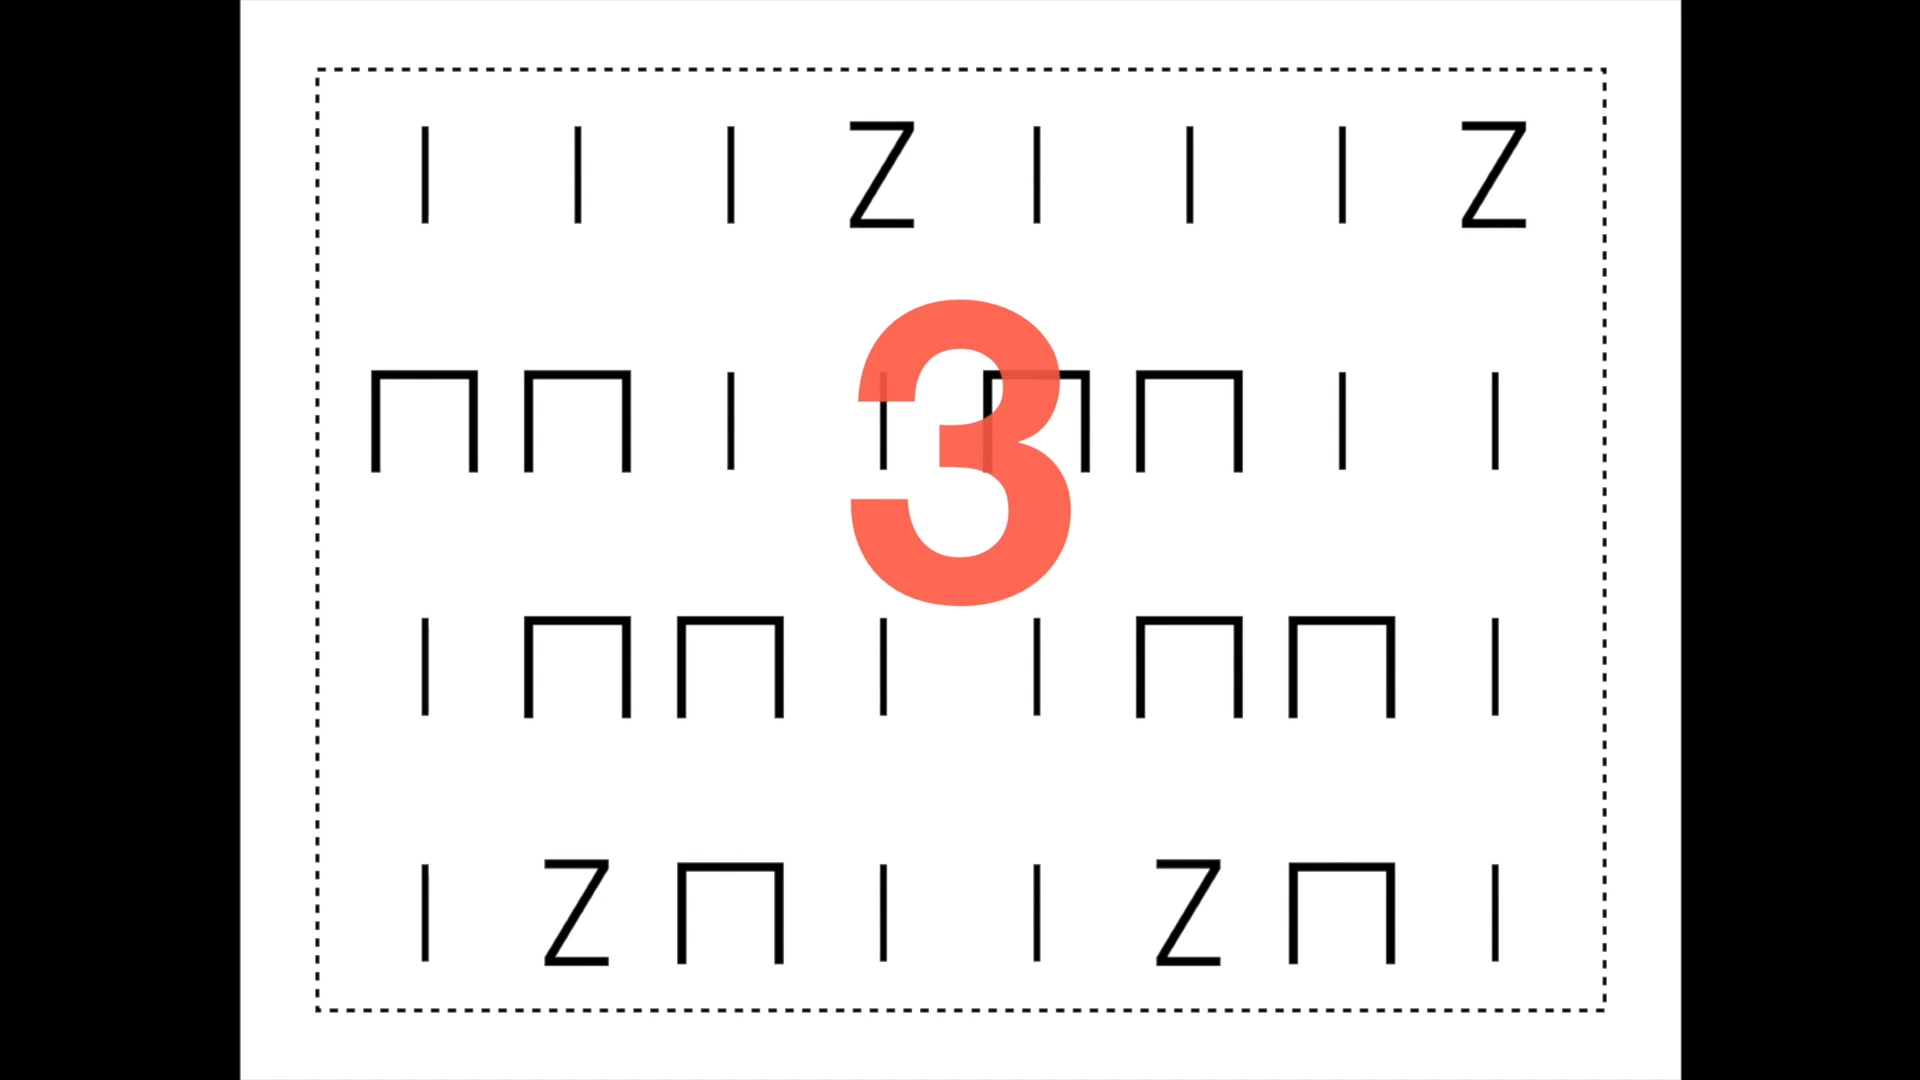 | | | Z | | | Z
⊓ ⊓ | | ⊓ ⊓ | |
3
| ⊓ ⊓ | | ⊓ ⊓ |
| Z ⊓ | | Z ⊓ |